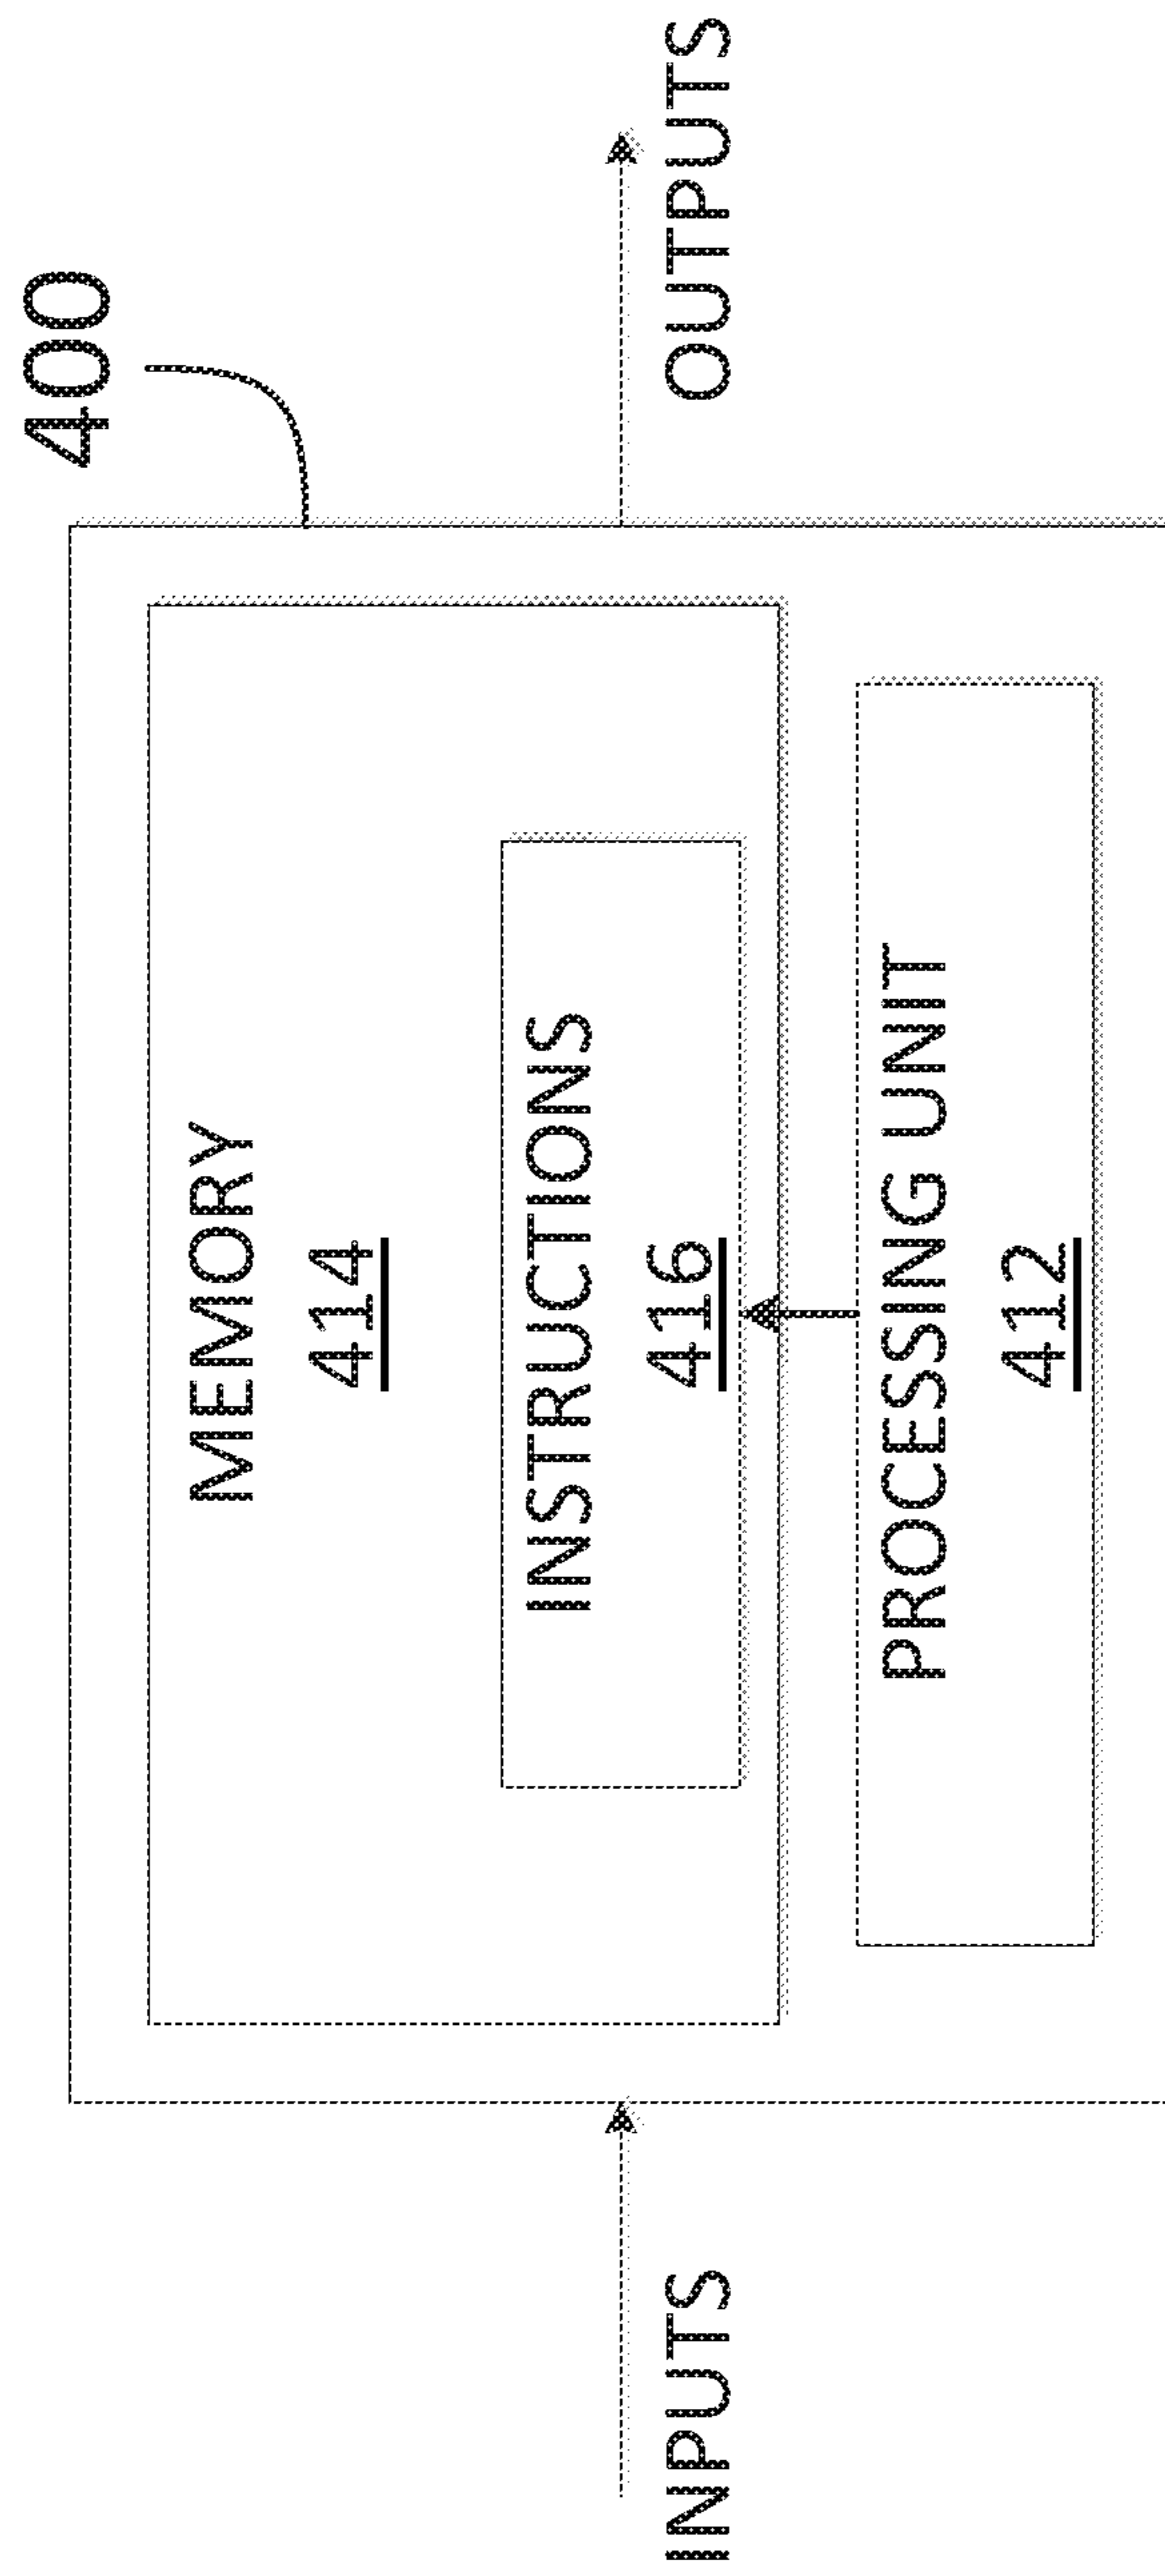 400
MEMORY
414
INSTRUCTIONS
416
INPUTS
OUTPUTS
PROCESSING UNIT
412